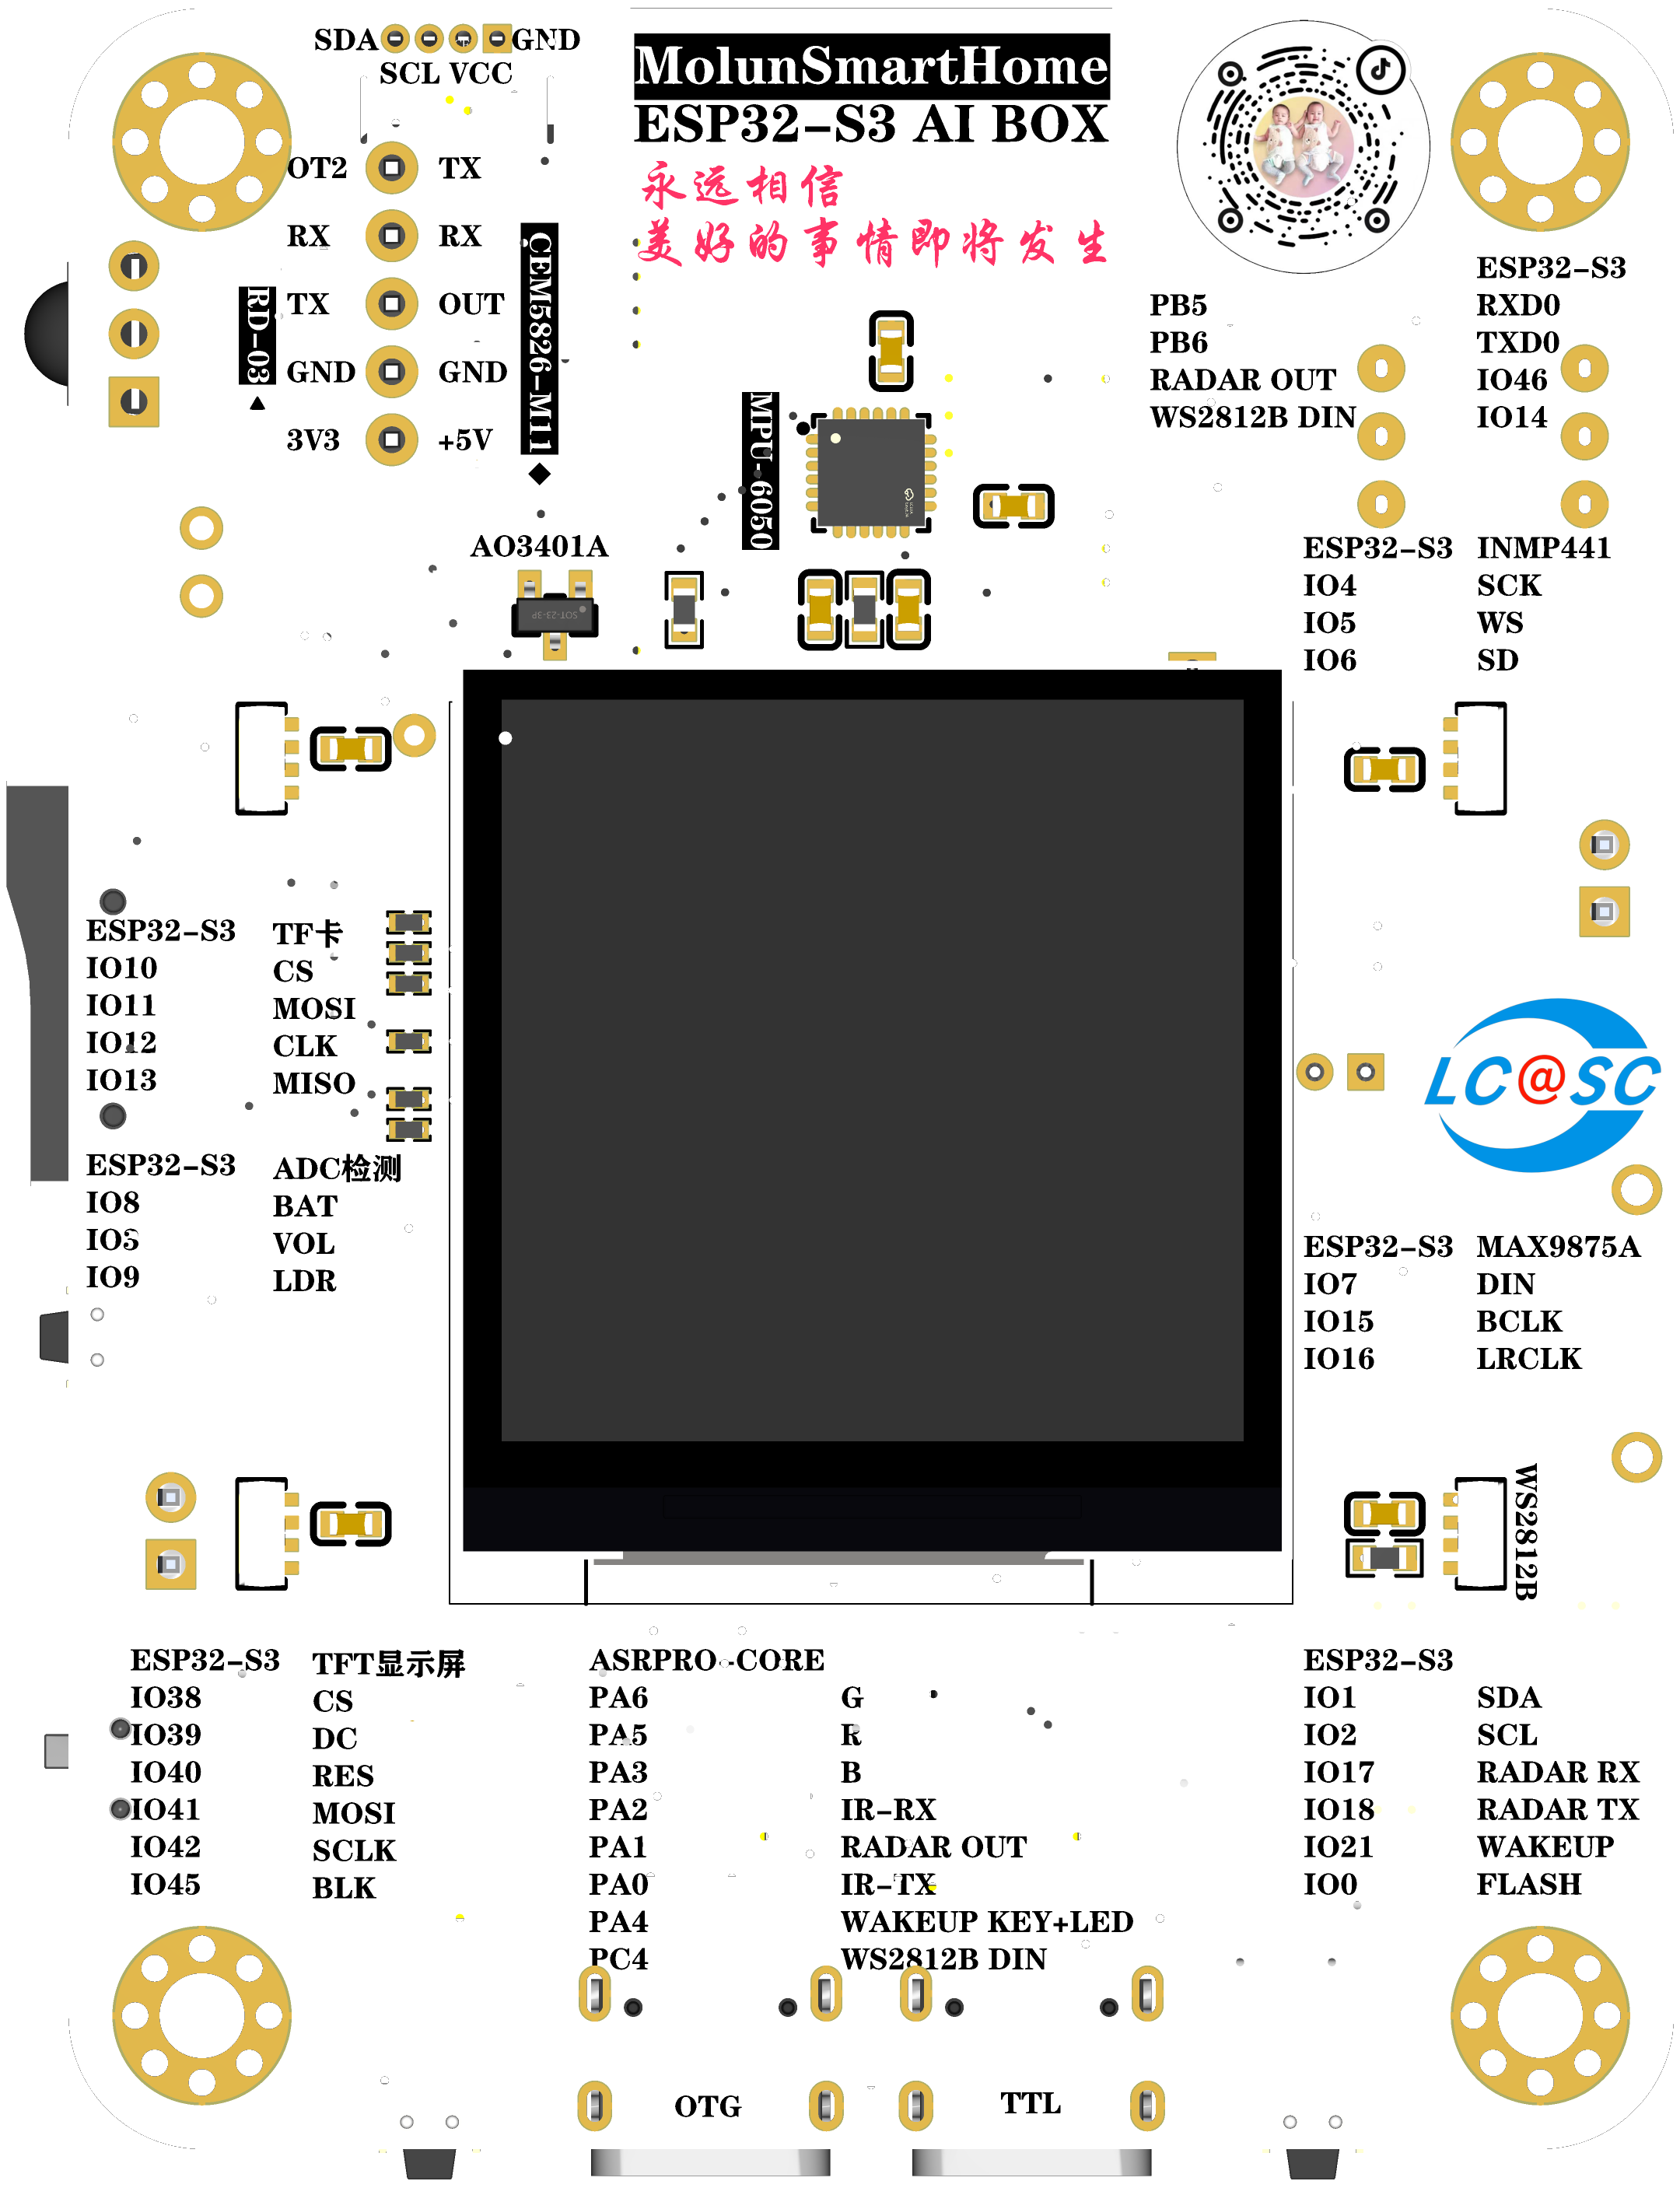 SDA GND
SCL VCC
MolunSmartHome
ESP32-S3 AI BOX
永远相信
美好的事情即将发生
OT2 TX
RX RX
TX OUT
GND GND
3V3 +5V
RD-03
CEM5826-M11
MPU-6050
AO3401A
SOT-23-3P
ESP32-S3
PB5 RXD0
PB6 TXD0
RADAR OUT IO46
WS2812B DIN IO14
ESP32-S3 INMP441
IO4 SCK
IO5 WS
IO6 SD
ESP32-S3 TF卡
IO10 CS
IO11 MOSI
IO12 CLK
IO13 MISO
ESP32-S3 ADC检测
IO8 BAT
IO3 VOL
IO9 LDR
LC@SC
ESP32-S3 MAX9875A
IO7 DIN
IO15 BCLK
IO16 LRCLK
WS2812B
ESP32-S3 TFT显示屏
IO38 CS
IO39 DC
IO40 RES
IO41 MOSI
IO42 SCLK
IO45 BLK
ASRPRO-CORE
PA6 G
PA5 R
PA3 B
PA2 IR-RX
PA1 RADAR OUT
PA0 IR-TX
PA4 WAKEUP KEY+LED
PC4 WS2812B DIN
ESP32-S3
IO1 SDA
IO2 SCL
IO17 RADAR RX
IO18 RADAR TX
IO21 WAKEUP
IO0 FLASH
OTG
TTL